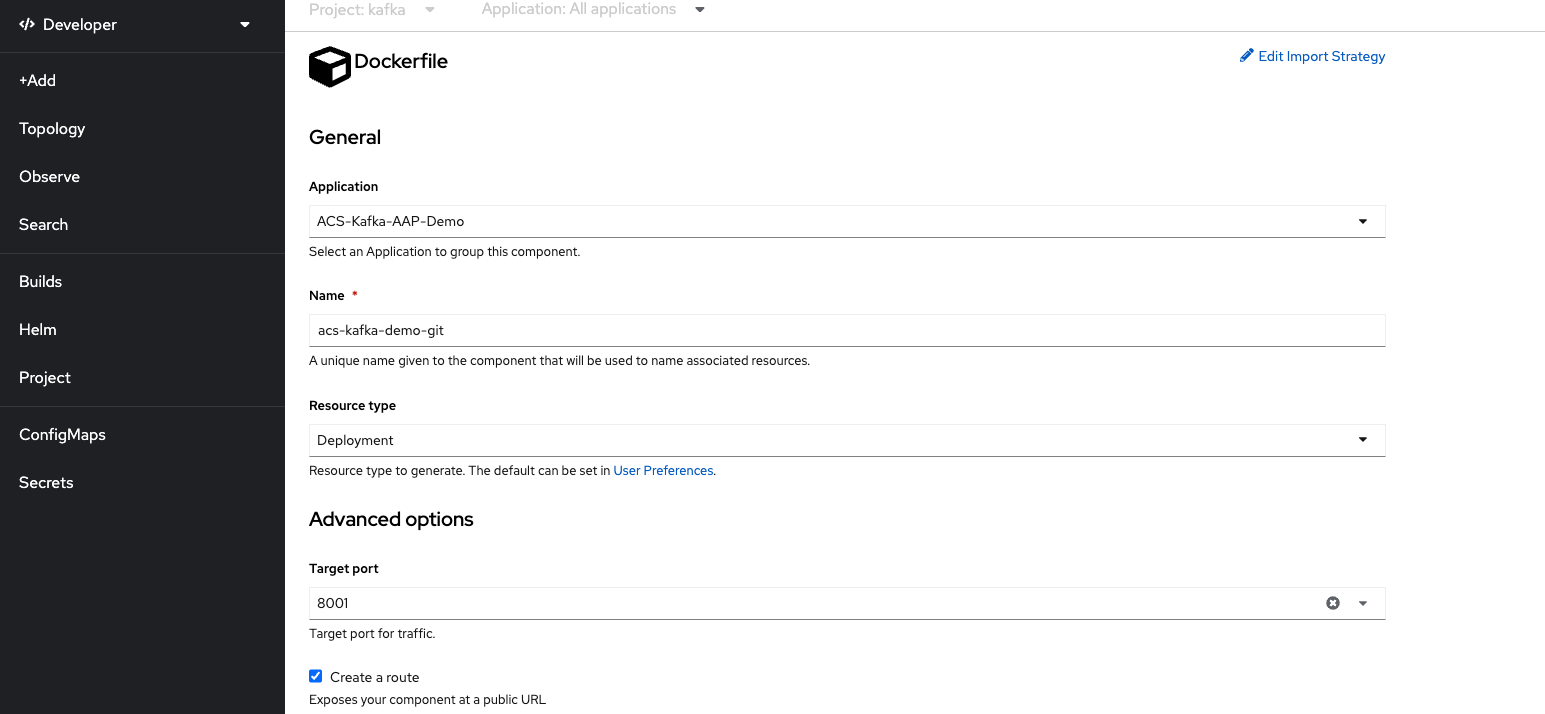 Developer
+Add
Topology
Observe
Search
Builds
Helm
Project
ConfigMaps
Secrets
Project: kafka
Application: All applications
Dockerfile
Edit Import Strategy
General
Application
ACS-Kafka-AAP-Demo
Select an Application to group this component.
Name *
acs-kafka-demo-git
A unique name given to the component that will be used to name associated resources.
Resource type
Deployment
Resource type to generate. The default can be set in User Preferences.
Advanced options
Target port
8001
Target port for traffic.
Create a route
Exposes your component at a public URL